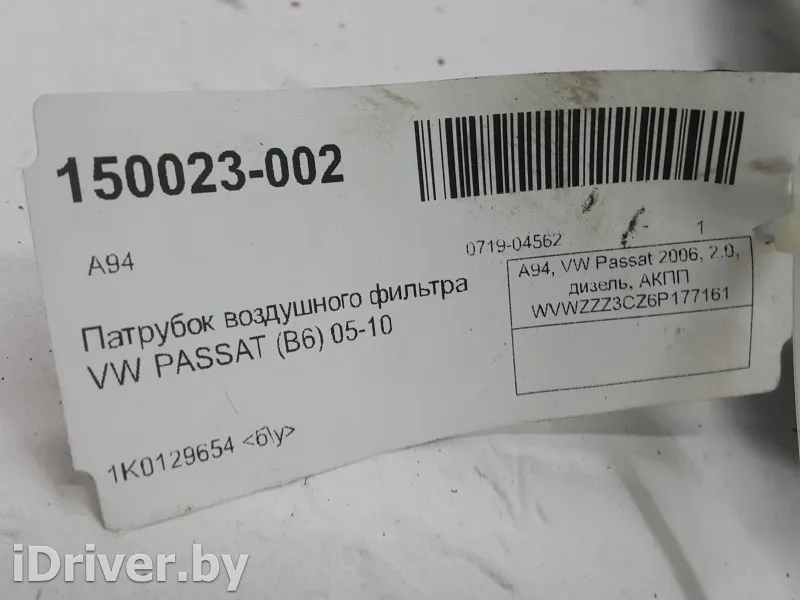 150023-002
A94
0719-04562
1
Патрубок воздушного фильтра
VW PASSAT (B6) 05-10
A94, VW Passat 2006, 2.0,
дизель, АКПП
WVWZZZ3CZ6P177161
1K0129654 <б\у>
iDriver.by